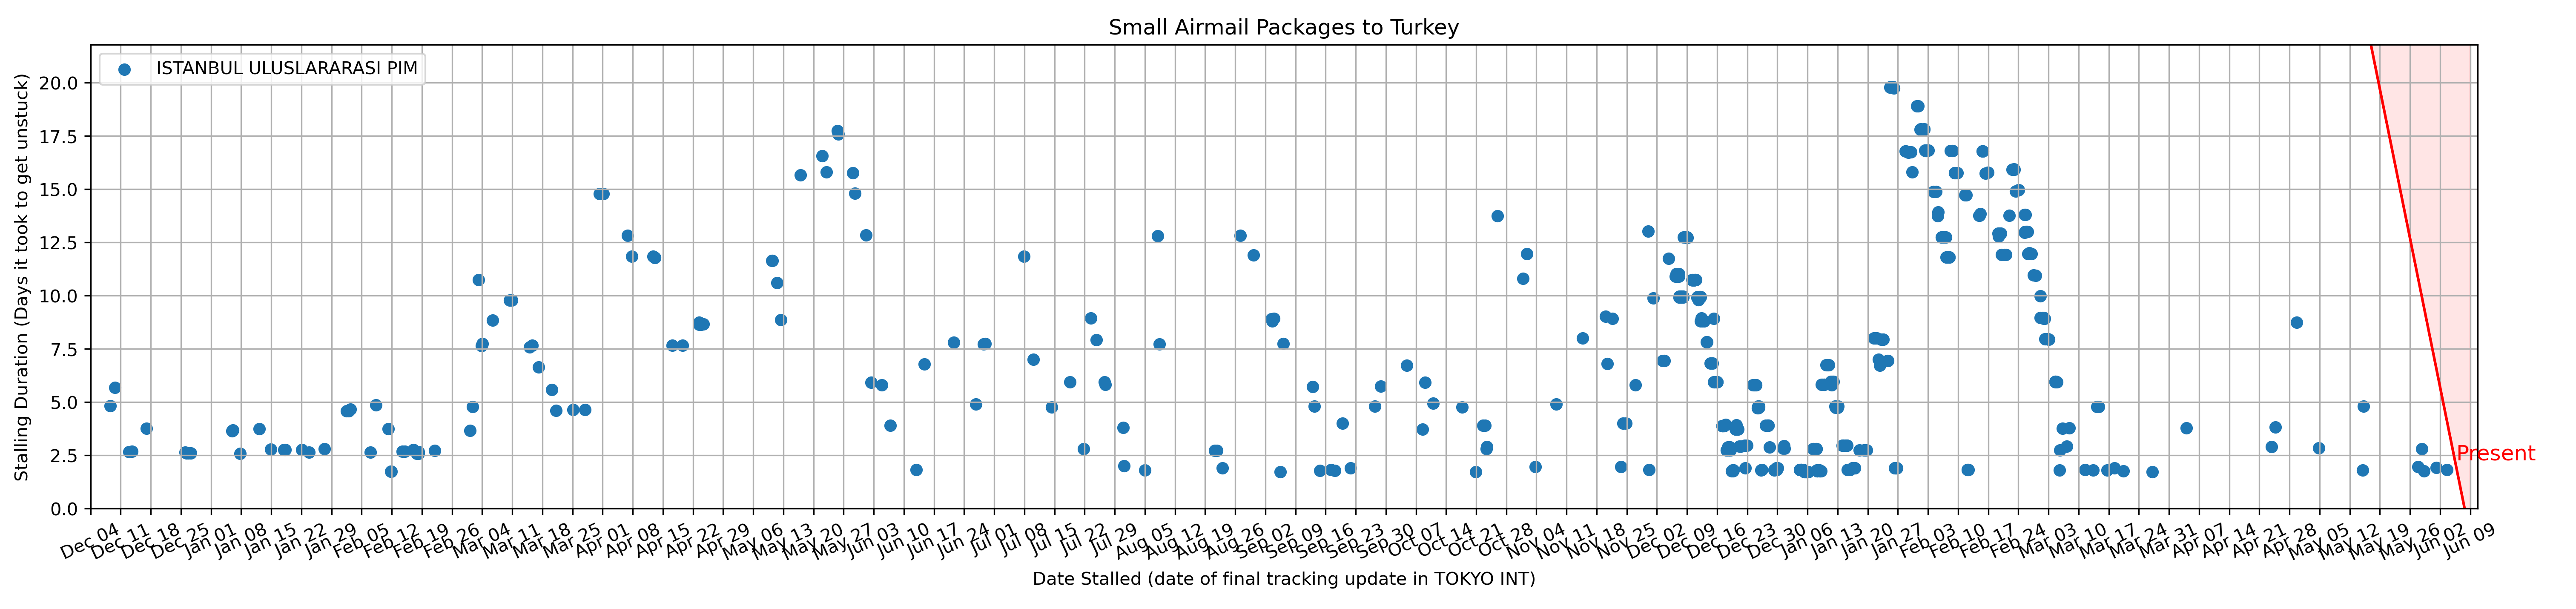 Small Airmail Packages to Turkey
ISTANBUL ULUSLARARASI PIM
Stalling Duration (Days it took to get unstuck)
20.0
17.5
15.0
12.5
10.0
7.5
5.0
2.5
0.0
Present
Dec 04 Dec 11 Dec 18 Dec 25 Jan 01 Jan 08 Jan 15 Jan 22 Jan 29 Feb 05 Feb 12 Feb 19 Feb 26 Mar 04 Mar 11 Mar 18 Mar 25 Apr 01 Apr 08 Apr 15 Apr 22 Apr 29 May 06 May 13 May 20 May 27 Jun 03 Jun 10 Jun 17 Jun 24 Jul 01 Jul 08 Jul 15 Jul 22 Jul 29 Aug 05 Aug 12 Aug 19 Aug 26 Sep 02 Sep 09 Sep 16 Sep 23 Sep 30 Oct 07 Oct 14 Oct 21 Oct 28 Nov 04 Nov 11 Nov 18 Nov 25 Dec 02 Dec 09 Dec 16 Dec 23 Dec 30 Jan 06 Jan 13 Jan 20 Jan 27 Feb 03 Feb 10 Feb 17 Feb 24 Mar 03 Mar 10 Mar 17 Mar 24 Mar 31 Apr 07 Apr 14 Apr 21 Apr 28 May 05 May 12 May 19 May 26 Jun 02 Jun 09
Date Stalled (date of final tracking update in TOKYO INT)